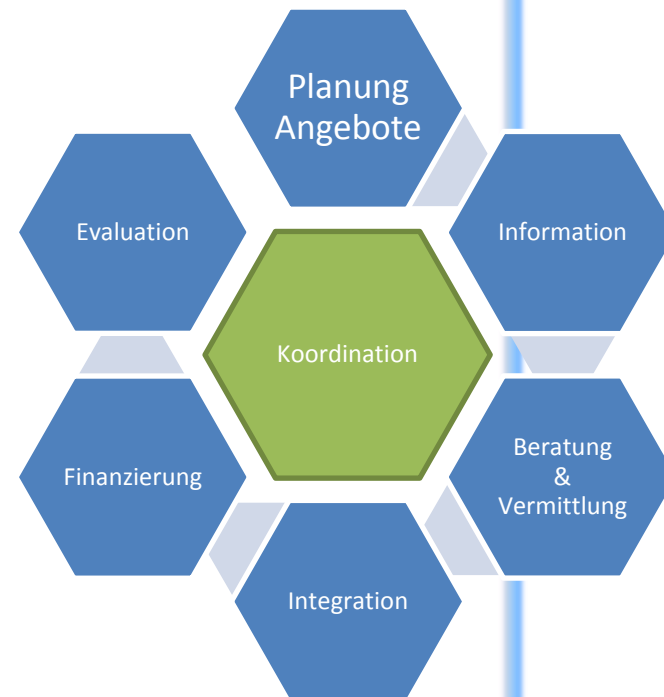 Planung
Angebote
Evaluation
Information
Koordination
Finanzierung
Beratung
&
Vermittlung
Integration